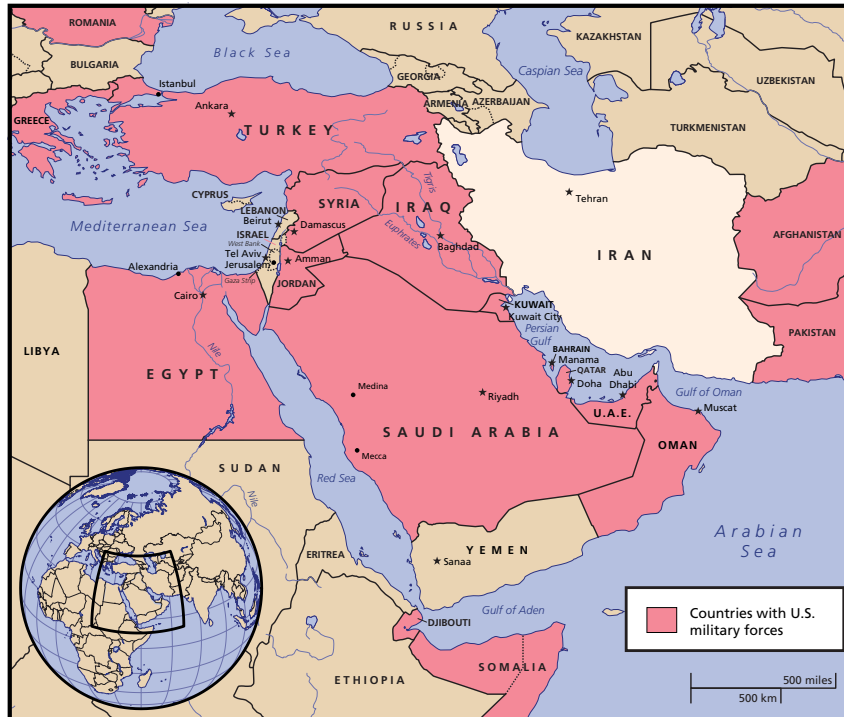 ROMANIA
RUSSIA
KAZAKHSTAN
Black Sea
BULGARIA
GEORGIA
Caspian Sea
UZBEKISTAN
Istanbul
Ankara
ARMENIA
AZERBAIJAN
GREECE
TURKEY
TURKMENISTAN
Tehran
CYPRUS
SYRIA
IRAQ
Tigris
LEBANON
Beirut
Mediterranean Sea
Damascus
Euphrates
Baghdad
IRAN
AFGHANISTAN
ISRAEL
West Bank
Tel Aviv
Jerusalem
Amman
Alexandria
Gaza Strip
JORDAN
Cairo
KUWAIT
Kuwait City
Persian
Gulf
PAKISTAN
LIBYA
Nile
BAHRAIN
Manama
QATAR
Doha
Abu
Dhabi
Gulf of Oman
EGYPT
Medina
Riyadh
Muscat
U.A.E.
SAUDI ARABIA
OMAN
Mecca
SUDAN
Red Sea
Nile
Arabian
Sea
YEMEN
Sanaa
ERITREA
Gulf of Aden
DJIBOUTI
Countries with U.S.
military forces
SOMALIA
ETHIOPIA
500 miles
500 km